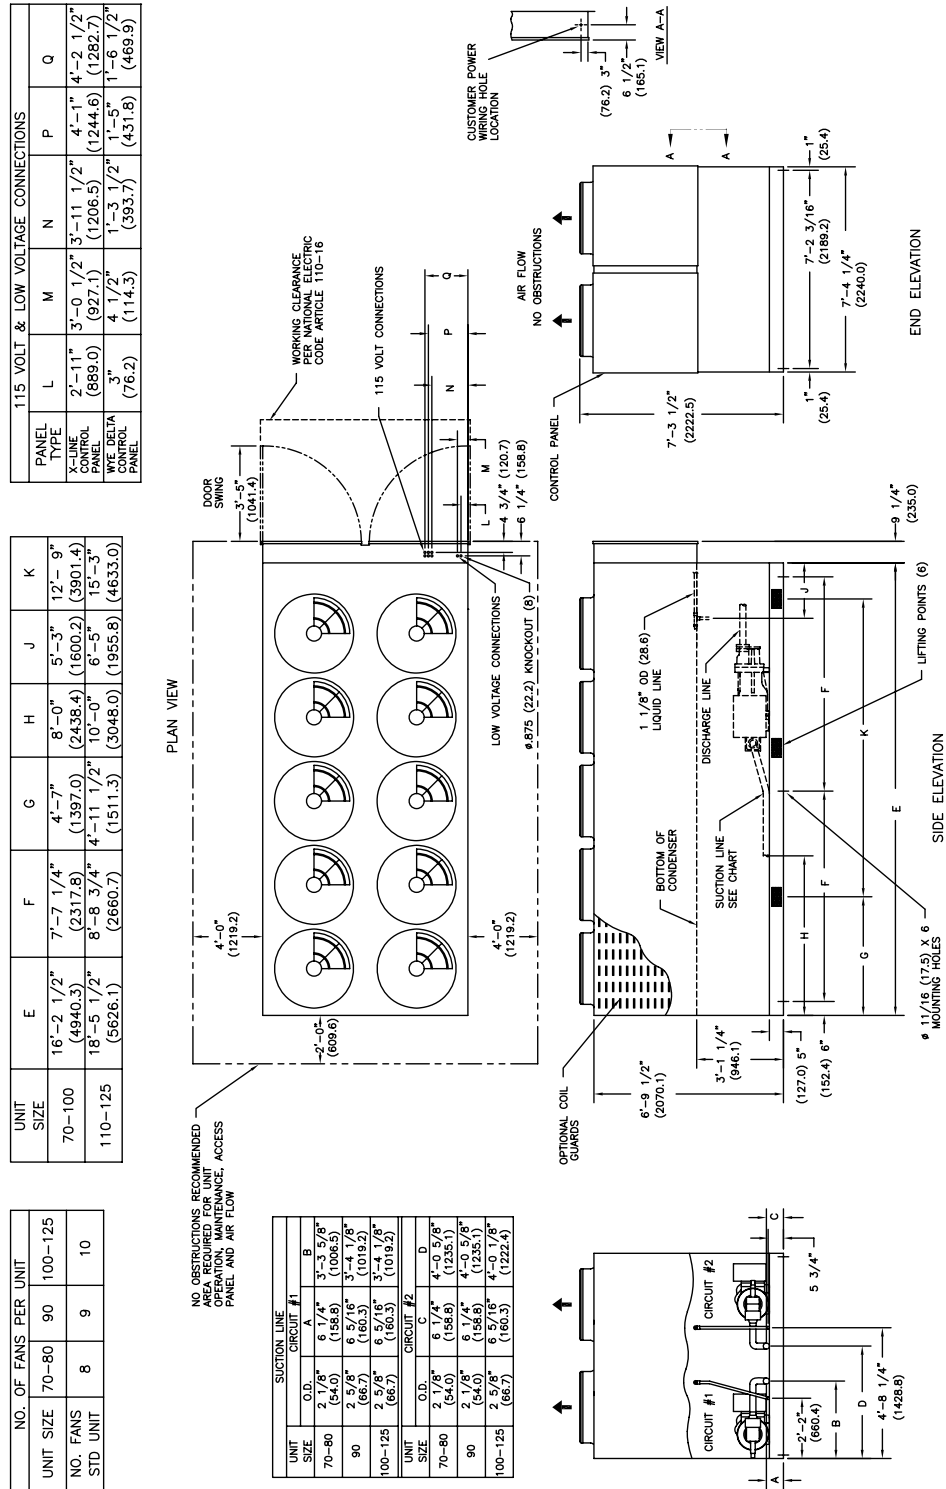 NO. OF FANS PER UNIT
UNIT SIZE 70-80 90 100-125
NO. FANS STD UNIT 8 9 10
UNIT SIZE E F G H J K
70-100 16'-2 1/2" (4940.3) 7'-7 1/4" (2317.8) 4'-7" (1397.0) 8'-0" (2438.4) 5'-3" (1600.2) 12'- 9" (3901.4)
110-125 18'-5 1/2" (5626.1) 8'-8 3/4" (2660.7) 4'-11 1/2" (1511.3) 10'-0" (3048.0) 6'-5" (1955.8) 15'-3" (4633.0)
115 VOLT & LOW VOLTAGE CONNECTIONS
PANEL TYPE L M N P Q
X-LINE CONTROL PANEL 2'-11" (889.0) 3'-0 1/2" (927.1) 3'-11 1/2" (1206.5) 4'-1" (1244.6) 4'-2 1/2" (1282.7)
WYE DELTA CONTROL PANEL 3" (76.2) 4 1/2" (114.3) 1'-3 1/2" (393.7) 1'-5" (431.8) 1'-6 1/2" (469.9)
PLAN VIEW
NO OBSTRUCTIONS RECOMMENDED
AREA REQUIRED FOR UNIT
OPERATION, MAINTENANCE, ACCESS
PANEL AND AIR FLOW
4'-0"
(1219.2)
2'-0"
(609.6)
4'-0"
(1219.2)
DOOR
SWING
3'-5"
(1041.4)
WORKING CLEARANCE
PER NATIONAL ELECTRIC
CODE ARTICLE 110-16
115 VOLT CONNECTIONS
Q
P
N
M
L
4 3/4" (120.7)
6 1/4" (158.8)
LOW VOLTAGE CONNECTIONS
ø.875 (22.2) KNOCKOUT (8)
CUSTOMER POWER
WIRING HOLE
LOCATION
(76.2) 3"
6 1/2"
(165.1)
VIEW A-A
SUCTION LINE
UNIT SIZE CIRCUIT #1
O.D. A B
70-80 2 1/8" (54.0) 6 1/4" (158.8) 3'-3 5/8" (1006.5)
90 2 5/8" (66.7) 6 5/16" (160.3) 3'-4 1/8" (1019.2)
100-125 2 5/8" (66.7) 6 5/16" (160.3) 3'-4 1/8" (1019.2)
UNIT SIZE CIRCUIT #2
O.D. C D
70-80 2 1/8" (54.0) 6 1/4" (158.8) 4'-0 5/8" (1235.1)
90 2 1/8" (54.0) 6 1/4" (158.8) 4'-0 5/8" (1235.1)
100-125 2 5/8" (66.7) 6 5/16" (160.3) 4'-0 1/8" (1222.4)
CIRCUIT #1
CIRCUIT #2
A
2'-2"
(660.4)
B
D
4'-8 1/4"
(1428.8)
C
5 3/4"
OPTIONAL COIL
GUARDS
6'-9 1/2"
(2070.1)
3'-1 1/4"
(946.1)
(127.0) 5"
(152.4) 6"
BOTTOM OF
CONDENSER
SUCTION LINE
SEE CHART
1 1/8" OD (28.6)
LIQUID LINE
DISCHARGE LINE
H
G
F
F
K
E
J
9 1/4"
(235.0)
LIFTING POINTS (6)
ø 11/16 (17.5) X 6
MOUNTING HOLES
SIDE ELEVATION
CONTROL PANEL
AIR FLOW
NO OBSTRUCTIONS
7'-3 1/2"
(2222.5)
A
A
1"
(25.4)
7'-2 3/16"
(2189.2)
7'-4 1/4"
(2240.0)
1"
(25.4)
END ELEVATION